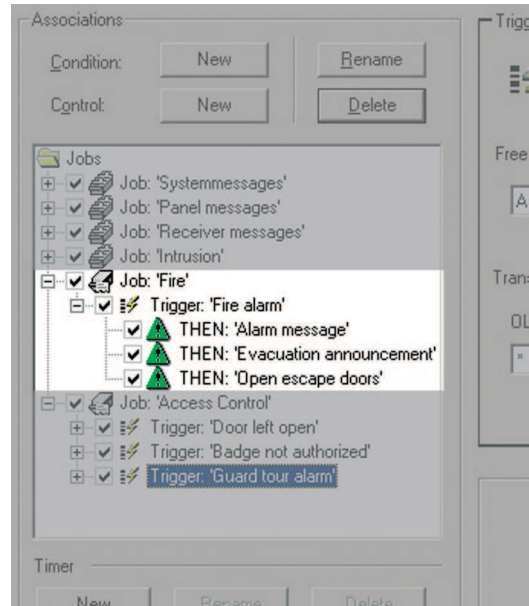 Associations
Trigg
Condition:
New
Rename
Control:
New
Delete
Jobs
Free
Job: 'Systemmessages'
Job: 'Panel messages'
A
Job: 'Receiver messages'
Job: 'Intrusion'
Job: 'Fire'
Trans
Trigger: 'Fire alarm'
THEN: 'Alarm message'
OL
THEN: 'Evacuation announcement'
*
THEN: 'Open escape doors'
Job: 'Access Control'
Trigger: 'Door left open'
Trigger: 'Badge not authorized'
Trigger: 'Guard tour alarm'
Timer
New
Rename
Delete